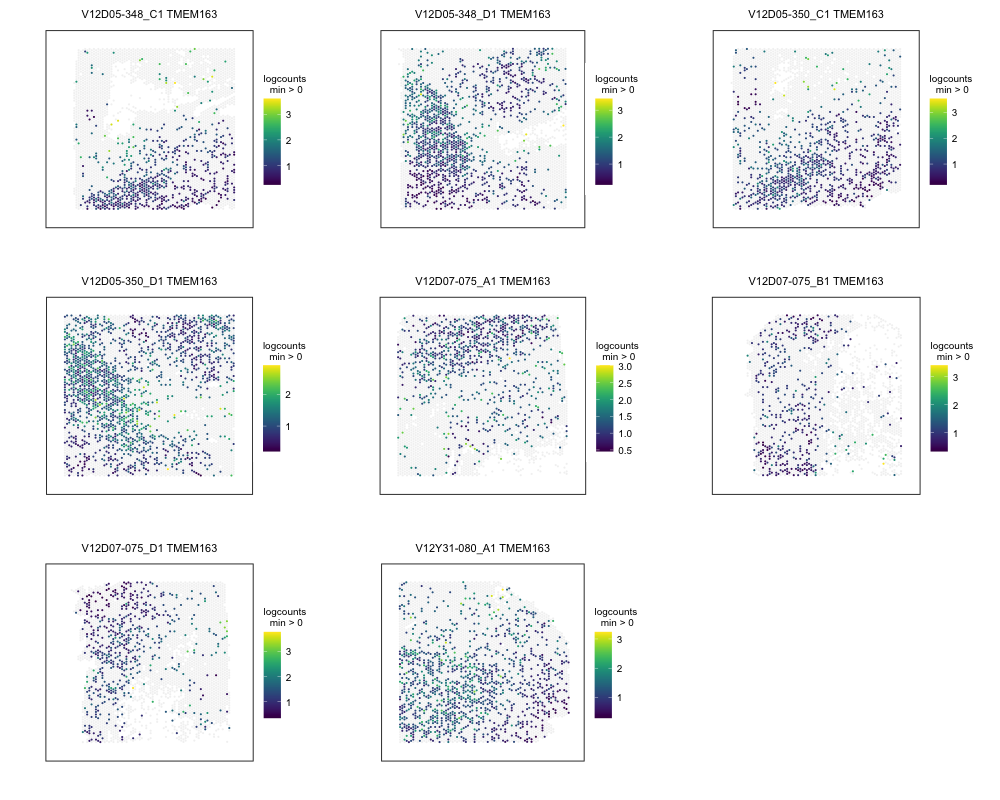 V12D05-348_C1 TMEM163
logcounts
min > 0
3
2
1
V12D05-348_D1 TMEM163
logcounts
min > 0
3
2
1
V12D05-350_C1 TMEM163
logcounts
min > 0
3
2
1
V12D05-350_D1 TMEM163
logcounts
min > 0
2
1
V12D07-075_A1 TMEM163
logcounts
min > 0
3.0
2.5
2.0
1.5
1.0
0.5
V12D07-075_B1 TMEM163
logcounts
min > 0
3
2
1
V12D07-075_D1 TMEM163
logcounts
min > 0
3
2
1
V12Y31-080_A1 TMEM163
logcounts
min > 0
3
2
1